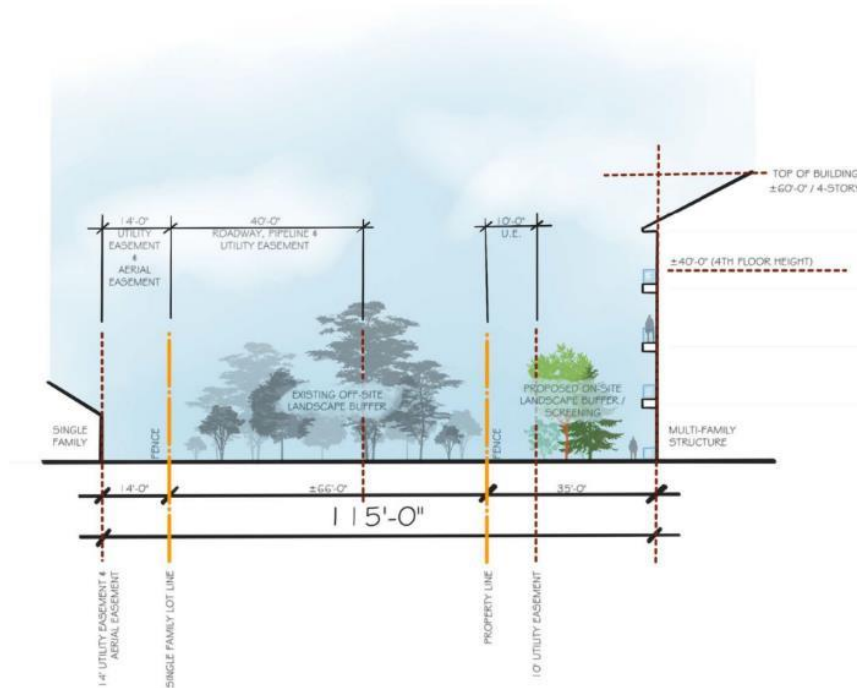 TOP OF BUILDING
±60'-0" / 4-STORY
14'-0"
UTILITY
EASEMENT
&
AERIAL
EASEMENT
40'-0"
ROADWAY, PIPELINE &
UTILITY EASEMENT
10'-0"
U.E.
±40'-0" (4TH FLOOR HEIGHT)
EXISTING OFF-SITE
LANDSCAPE BUFFER
PROPOSED ON-SITE
LANDSCAPE BUFFER /
SCREENING
SINGLE
FAMILY
FENCE
FENCE
MULTI-FAMILY
STRUCTURE
14'-0"
±66'-0"
35'-0"
115'-0"
14' UTILITY EASEMENT &
AERIAL EASEMENT
SINGLE FAMILY LOT LINE
PROPERTY LINE
10' UTILITY EASEMENT